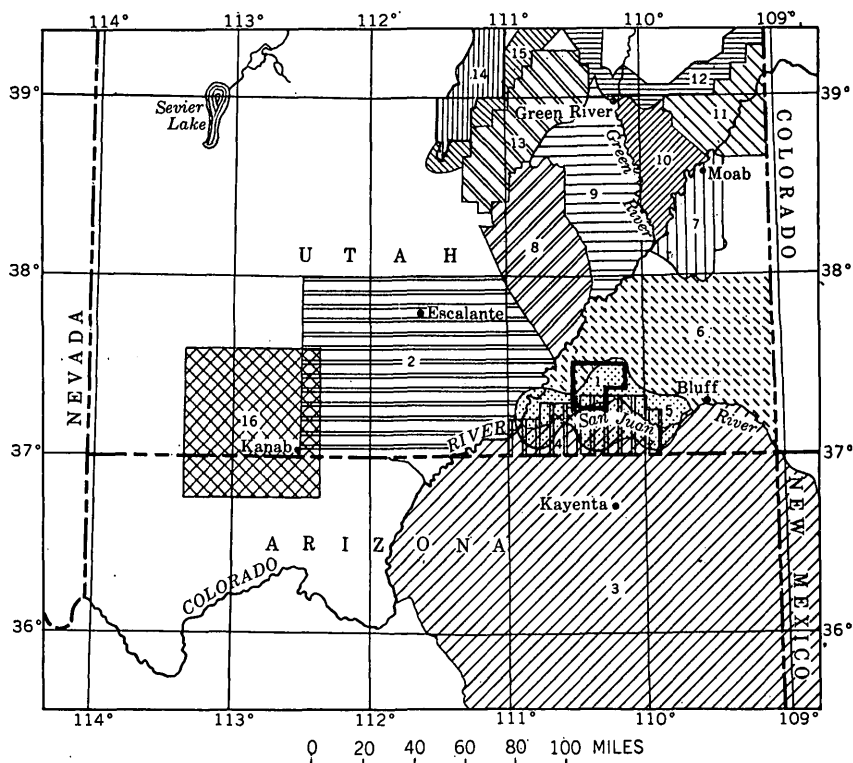 114° 113° 112° 111° 110° 109°
15
14
12
39°
Sevier
Lake
Green River
11
39°
13
Green
River
10
COLORADO
Moab
9
7
8
UTAH
38°
38°
Escalante
NEVADA
6
2
1
Bluff
16
San Juan
River
5
4
Kanab
RIVER
37°
37°
Kayenta
ARIZONA
NEW MEXICO
COLORADO
3
36°
36°
114° 113° 112° 111° 110° 109°
0 20 40 60 80 100 MILES